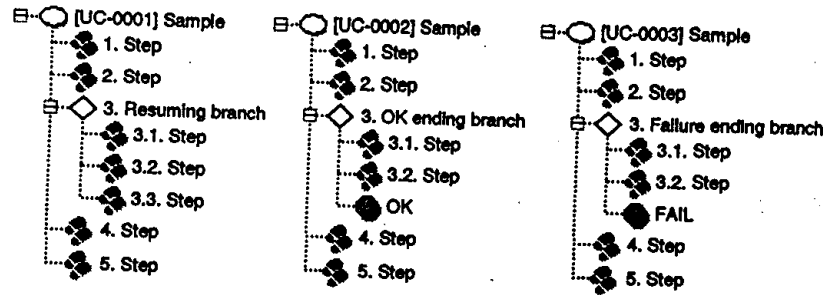 [UC-0001] Sample
1. Step
2. Step
3. Resuming branch
3.1. Step
3.2. Step
3.3. Step
4. Step
5. Step
[UC-0002] Sample
1. Step
2. Step
3. OK ending branch
3.1. Step
3.2. Step
OK
4. Step
5. Step
[UC-0003] Sample
1. Step
2. Step
3. Failure ending branch
3.1. Step
3.2. Step
FAIL
4. Step
5. Step